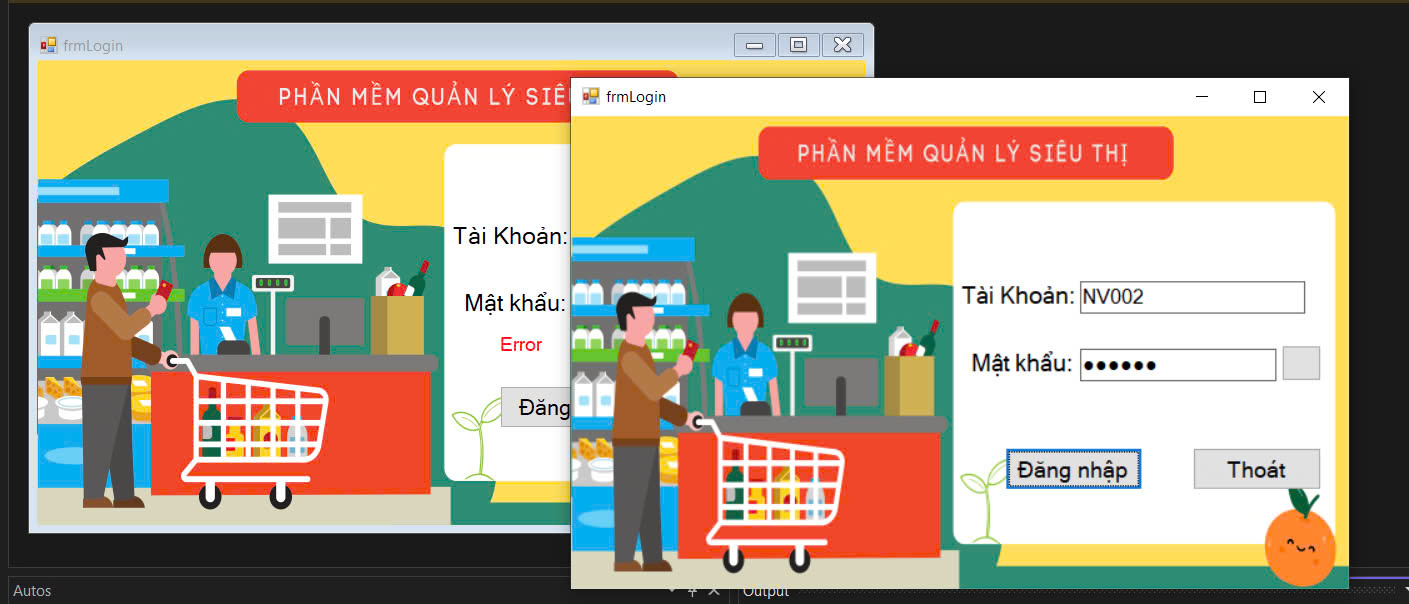 frmLogin
PHẦN MỀM QUẢN LÝ SIÊ
Tài Khoản:
Mật khẩu:
Error
Đăng
frmLogin
PHẦN MỀM QUẢN LÝ SIÊU THỊ
Tài Khoản: NV002
Mật khẩu: ●●●●●●
Đăng nhập Thoát
Autos
Output